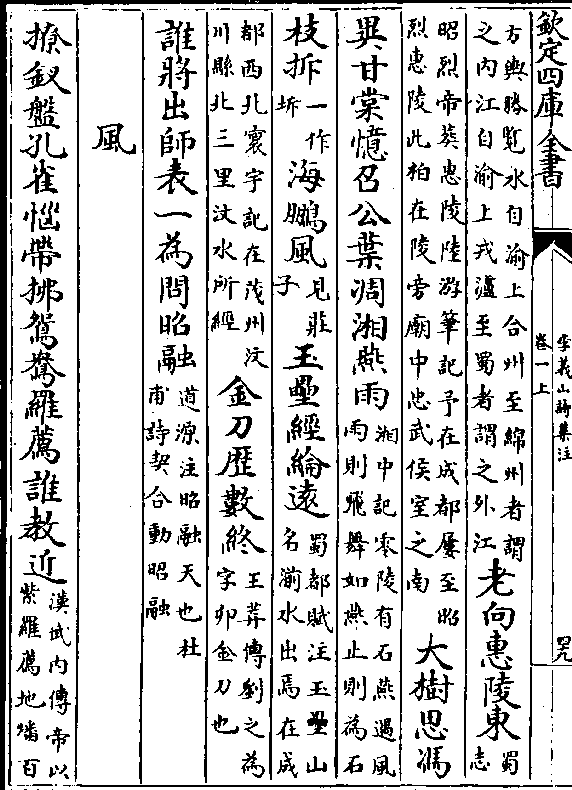 欽定四庫全書
李義山詩集注
卷一上
四九
方輿勝覽水自渝上合州至綿州者謂
之内江自渝上戎瀘至蜀者謂之外江
老向惠陵東
蜀志
昭烈帝葬惠陵陸游筆記予在成都屢至昭
烈惠陵此柏在陵旁廟中忠武侯室之南
大樹思馮
異甘棠憶召公葉凋湘燕雨
湘中記零陵有石燕遇風
雨則飛舞如燕止則為石
枝拆
一作坼
海鵬風
見莊子
玉壘經綸遠
蜀都賦注玉壘山
名湔水出焉在成
都西北寰宇記在茂州汶
川縣北三里汶水所經
金刀歴數終
王莽傳劉之為
字卯金刀也
誰將出師表一為問昭融
道源注昭融天也杜
甫詩契合動昭融
風
撩釵盤孔雀惱帶拂鴛鴦羅薦誰教近
漢武内傳帝以
紫羅薦地燔百